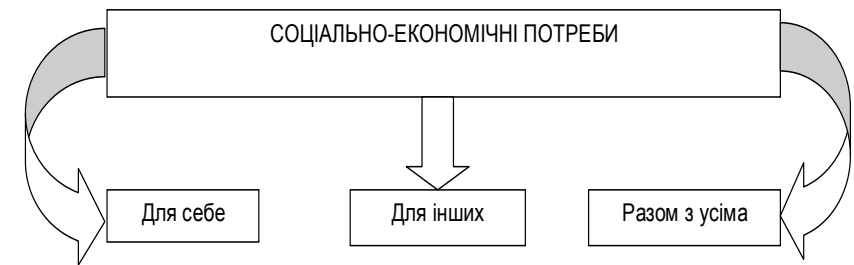 СОЦІАЛЬНО-ЕКОНОМІЧНІ ПОТРЕБИ
Для себе
Для інших
Разом з усіма